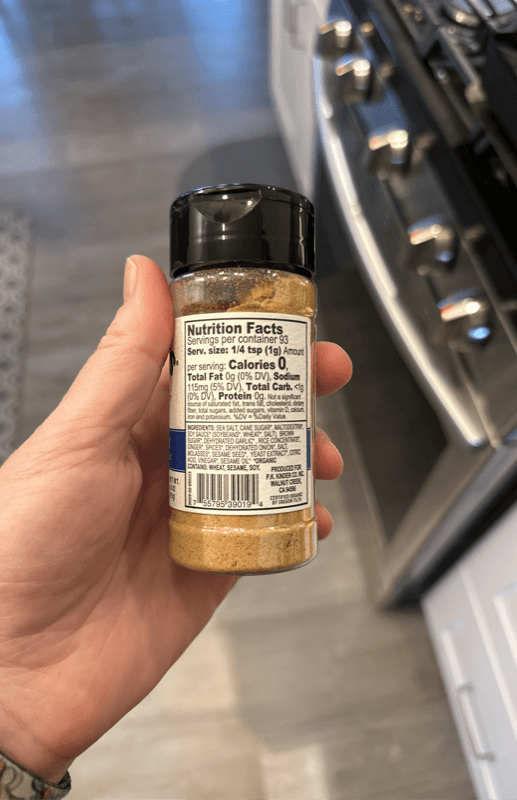 Nutrition Facts
Servings per container 93
Serv. size: 1/4 tsp (1g) Amount
per serving: Calories 0,
Total Fat 0g (0% DV), Sodium
115mg (5% DV), Total Carb. <1g
(0% DV), Protein 0g. Not a significant
source of saturated fat, trans fat, cholesterol, dietary
fiber, total sugars, added sugars, vitamin D, calcium,
iron and potassium. %DV = %Daily Value
INGREDIENTS: SEA SALT, CANE SUGAR*, MALTODEXTRIN*,
SOY SAUCE* (SOYBEANS*, WHEAT*, SALT), BROWN
SUGAR*, DEHYDRATED GARLIC*, RICE CONCENTRATE*,
GINGER*, SPICES*, DEHYDRATED ONION*, SALT,
MOLASSES*, SESAME SEED*, YEAST EXTRACT*, CITRIC
ACID, VINEGAR*, SESAME OIL*. *ORGANIC
CONTAINS: WHEAT, SESAME, SOY.
PRODUCED FOR
P.K. KINDER CO, INC.
WALNUT CREEK,
CA 94596
CERTIFIED ORGANIC
BY OREGON TILTH
7 55795 39019 4